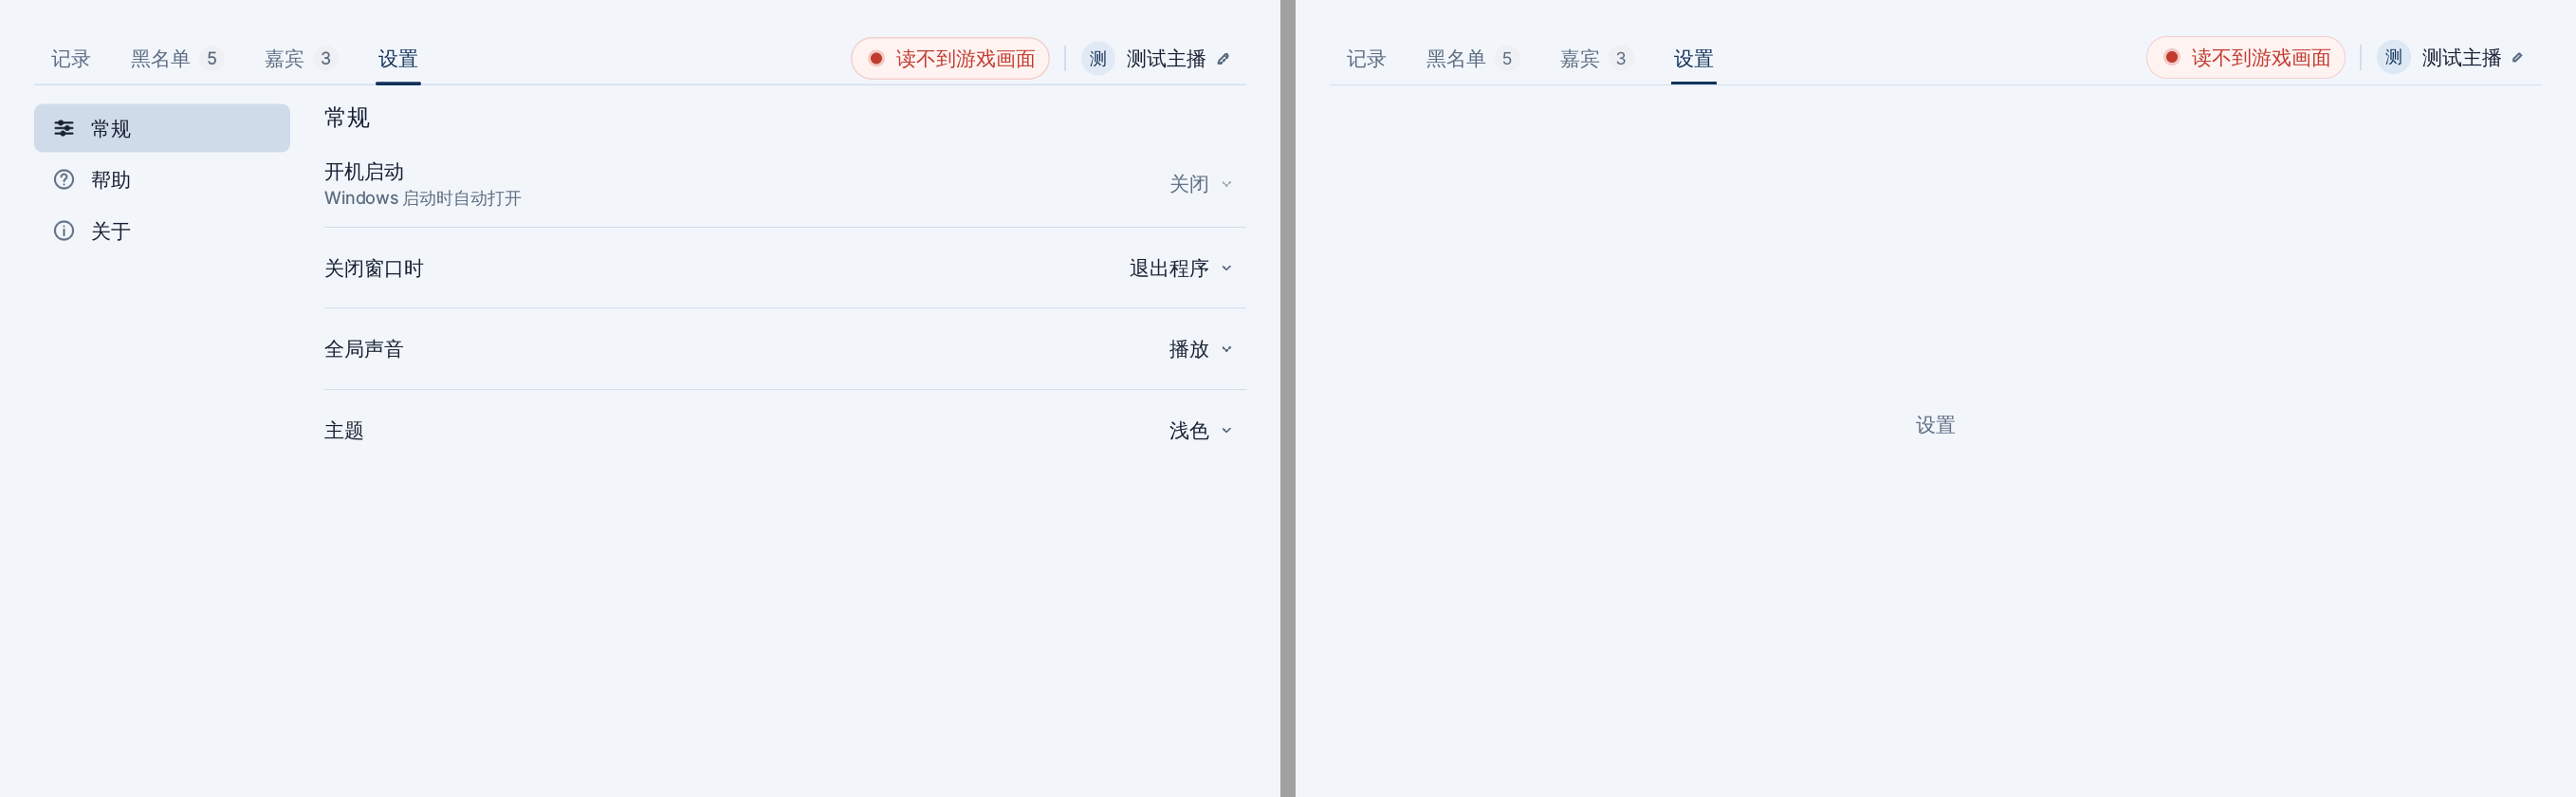 记录 黑名单 5 嘉宾 3 设置 读不到游戏画面 测 测试主播
常规
帮助
关于
常规
开机启动
Windows 启动时自动打开
关闭
关闭窗口时
退出程序
全局声音
播放
主题
浅色
记录 黑名单 5 嘉宾 3 设置 读不到游戏画面 测 测试主播
设置